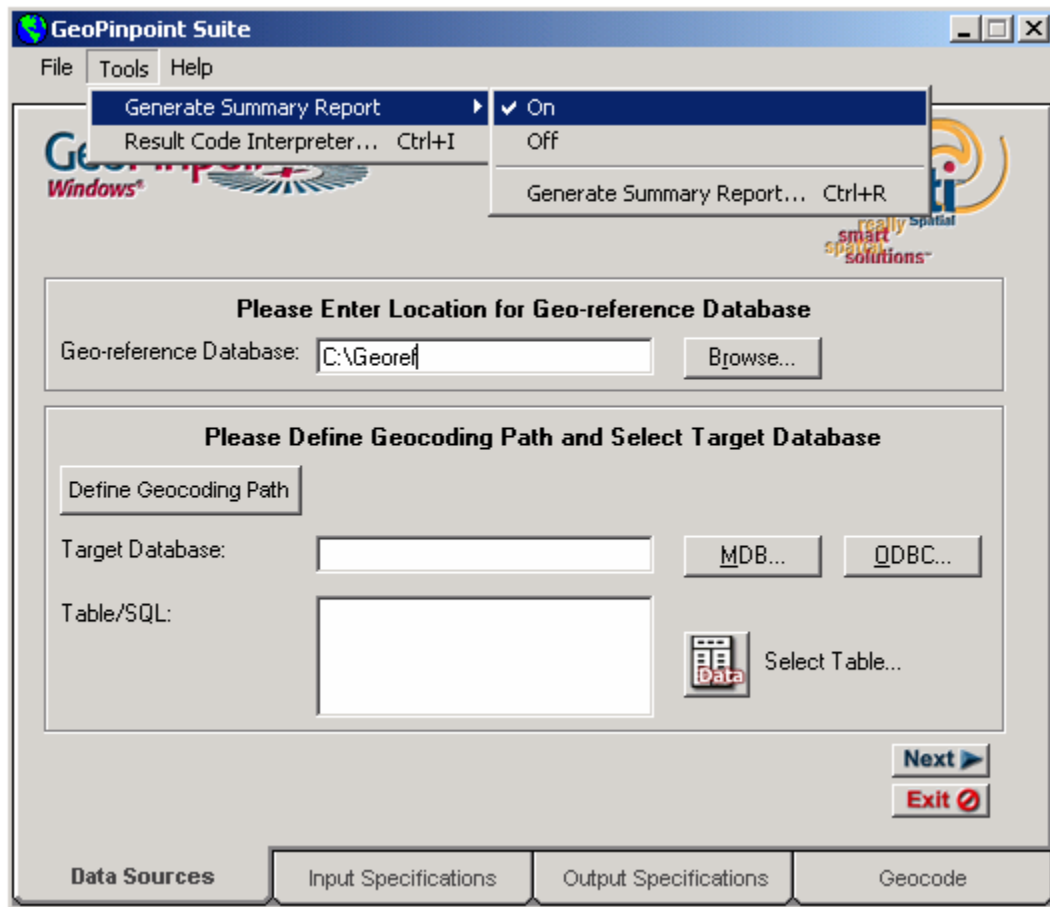 GeoPinpoint Suite
File Tools Help
Generate Summary Report
Result Code Interpreter... Ctrl+I
On
Off
Generate Summary Report... Ctrl+R
Windows®
really Spatial
smart
spatial
solutions™
Please Enter Location for Geo-reference Database
Geo-reference Database: C:\Georef Browse...
Please Define Geocoding Path and Select Target Database
Define Geocoding Path
Target Database: MDB... ODBC...
Table/SQL:
Data Select Table...
Next
Exit
Data Sources Input Specifications Output Specifications Geocode